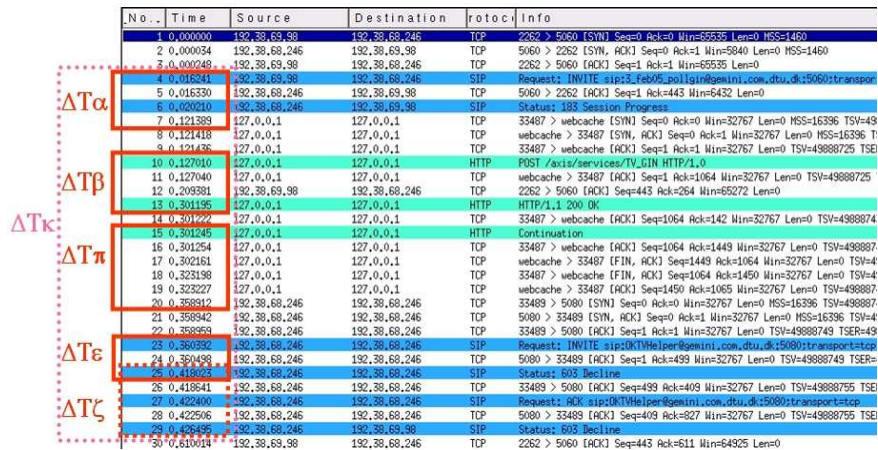 No. . Time Source Destination rotoc Info
1 0.000000 192.38.69.98 192.38.68.246 TCP 2262 > 5060 [SYN] Seq=0 Ack=0 Win=65535 Len=0 MSS=1460
2 0.000034 192.38.68.246 192.38.69.98 TCP 5060 > 2262 [SYN, ACK] Seq=0 Ack=1 Win=5840 Len=0 MSS=1460
3 0.000248 192.38.69.98 192.38.68.246 TCP 2262 > 5060 [ACK] Seq=1 Ack=1 Win=65535 Len=0
4 0.016241 192.38.69.98 192.38.68.246 SIP Request: INVITE sip:3_feb05_pollgin@gemini.com.dtu.dk:5060;transpor
ΔTα 5 0.016330 192.38.68.246 192.38.69.98 TCP 5060 > 2262 [ACK] Seq=1 Ack=443 Win=6432 Len=0
6 0.020210 192.38.68.246 192.38.69.98 SIP Status: 183 Session Progress
7 0.121389 127.0.0.1 127.0.0.1 TCP 33487 > webcache [SYN] Seq=0 Ack=0 Win=32767 Len=0 MSS=16396 TSV=498
8 0.121418 127.0.0.1 127.0.0.1 TCP webcache > 33487 [SYN, ACK] Seq=0 Ack=1 Win=32767 Len=0 MSS=16396 T
9 0.121436 127.0.0.1 127.0.0.1 TCP 33487 > webcache [ACK] Seq=1 Ack=1 Win=32767 Len=0 TSV=49888725 TSE
10 0.127010 127.0.0.1 127.0.0.1 HTTP POST /axis/services/TV_GIN HTTP/1.0
ΔTβ 11 0.127040 127.0.0.1 127.0.0.1 TCP webcache > 33487 [ACK] Seq=1 Ack=1064 Win=32767 Len=0 TSV=49888725
12 0.209381 192.38.69.98 192.38.68.246 TCP 2262 > 5060 [ACK] Seq=443 Ack=264 Win=65272 Len=0
13 0.301195 127.0.0.1 127.0.0.1 HTTP HTTP/1.1 200 OK
ΔTκ 14 0.301222 127.0.0.1 127.0.0.1 TCP 33487 > webcache [ACK] Seq=1064 Ack=142 Win=32767 Len=0 TSV=4988874
15 0.301245 127.0.0.1 127.0.0.1 HTTP Continuation
16 0.301254 127.0.0.1 127.0.0.1 TCP 33487 > webcache [ACK] Seq=1064 Ack=1449 Win=32767 Len=0 TSV=498887
ΔTπ 17 0.302161 127.0.0.1 127.0.0.1 TCP webcache > 33487 [FIN, ACK] Seq=1449 Ack=1064 Win=32767 Len=0 TSV=4
18 0.323198 127.0.0.1 127.0.0.1 TCP 33487 > webcache [FIN, ACK] Seq=1064 Ack=1450 Win=32767 Len=0 TSV=4
19 0.323227 127.0.0.1 127.0.0.1 TCP webcache > 33487 [ACK] Seq=1450 Ack=1065 Win=32767 Len=0 TSV=498887
20 0.358912 192.38.68.246 192.38.68.246 TCP 33489 > 5080 [SYN] Seq=0 Ack=0 Win=32767 Len=0 MSS=16396 TSV=498887
21 0.358942 192.38.68.246 192.38.68.246 TCP 5080 > 33489 [SYN, ACK] Seq=0 Ack=1 Win=32767 Len=0 MSS=16396 TSV=4
22 0.358959 192.38.68.246 192.38.68.246 TCP 33489 > 5080 [ACK] Seq=1 Ack=1 Win=32767 Len=0 TSV=49888749 TSER=49
ΔTε 23 0.360392 192.38.68.246 192.38.68.246 SIP Request: INVITE sip:OKTVHelper@gemini.com.dtu.dk:5080;transport=tcp
24 0.360498 192.38.68.246 192.38.68.246 TCP 5080 > 33489 [ACK] Seq=1 Ack=499 Win=32767 Len=0 TSV=49888749 TSER=
25 0.418023 192.38.68.246 192.38.68.246 SIP Status: 603 Decline
26 0.418641 192.38.68.246 192.38.68.246 TCP 33489 > 5080 [ACK] Seq=499 Ack=409 Win=32767 Len=0 TSV=49888755 TSE
ΔTζ 27 0.422400 192.38.68.246 192.38.68.246 SIP Request: ACK sip:OKTVHelper@gemini.com.dtu.dk:5080;transport=tcp
28 0.422506 192.38.68.246 192.38.68.246 TCP 5080 > 33489 [ACK] Seq=409 Ack=827 Win=32767 Len=0 TSV=49888755 TSE
29 0.426495 192.38.68.246 192.38.69.98 SIP Status: 603 Decline
30 0.610014 192.38.69.98 192.38.68.246 TCP 2262 > 5060 [ACK] Seq=443 Ack=611 Win=64925 Len=0